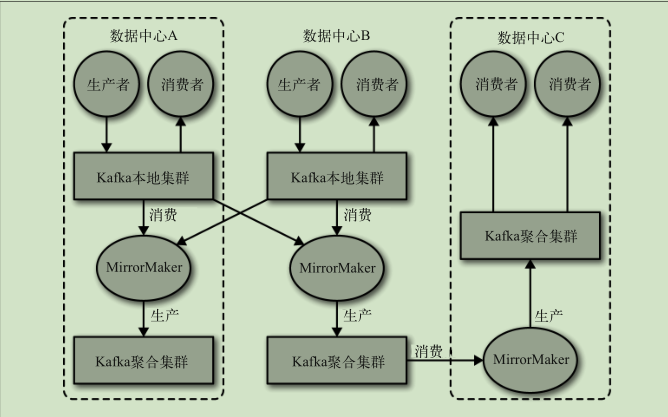 数据中心A
数据中心B
数据中心C
生产者
消费者
生产者
消费者
消费者
消费者
Kafka本地集群
Kafka本地集群
消费
消费
Kafka聚合集群
MirrorMaker
MirrorMaker
生产
生产
生产
Kafka聚合集群
Kafka聚合集群
消费
MirrorMaker